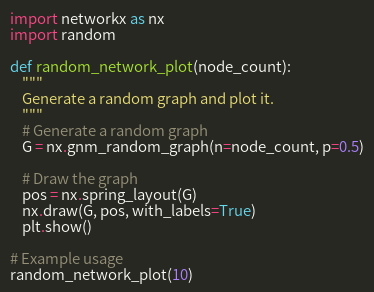 import networkx as nx
import random

def random_network_plot(node_count):
    """
    Generate a random graph and plot it.
    """
    # Generate a random graph
    G = nx.gnm_random_graph(n=node_count, p=0.5)

    # Draw the graph
    pos = nx.spring_layout(G)
    nx.draw(G, pos, with_labels=True)
    plt.show()

# Example usage
random_network_plot(10)